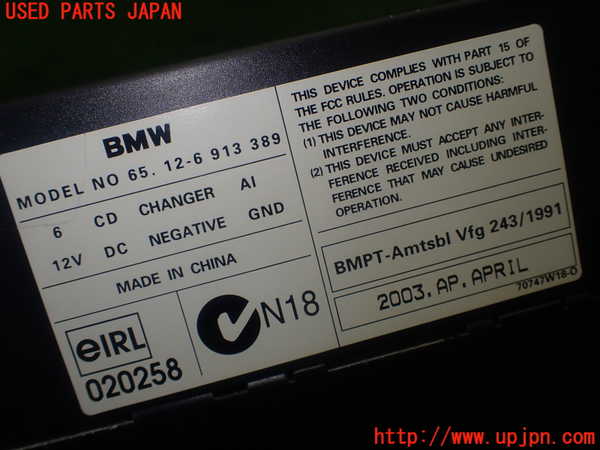 USED PARTS JAPAN
BMW
MODEL NO 65. 12-6 913 389
6 CD CHANGER AI
12V DC NEGATIVE GND
MADE IN CHINA
eIRL
020258
N18
THIS DEVICE COMPLIES WITH PART 15 OF
THE FCC RULES. OPERATION IS SUBJECT TO
THE FOLLOWING TWO CONDITIONS:
(1) THIS DEVICE MAY NOT CAUSE HARMFUL
INTERFERENCE.
(2) THIS DEVICE MUST ACCEPT ANY INTER-
FERENCE RECEIVED INCLUDING INTER-
FERENCE THAT MAY CAUSE UNDESIRED
OPERATION.
BMPT-Amtsbl Vfg 243/1991
2003.AP.APRIL
70747W18-0
http://www.upjpn.com/